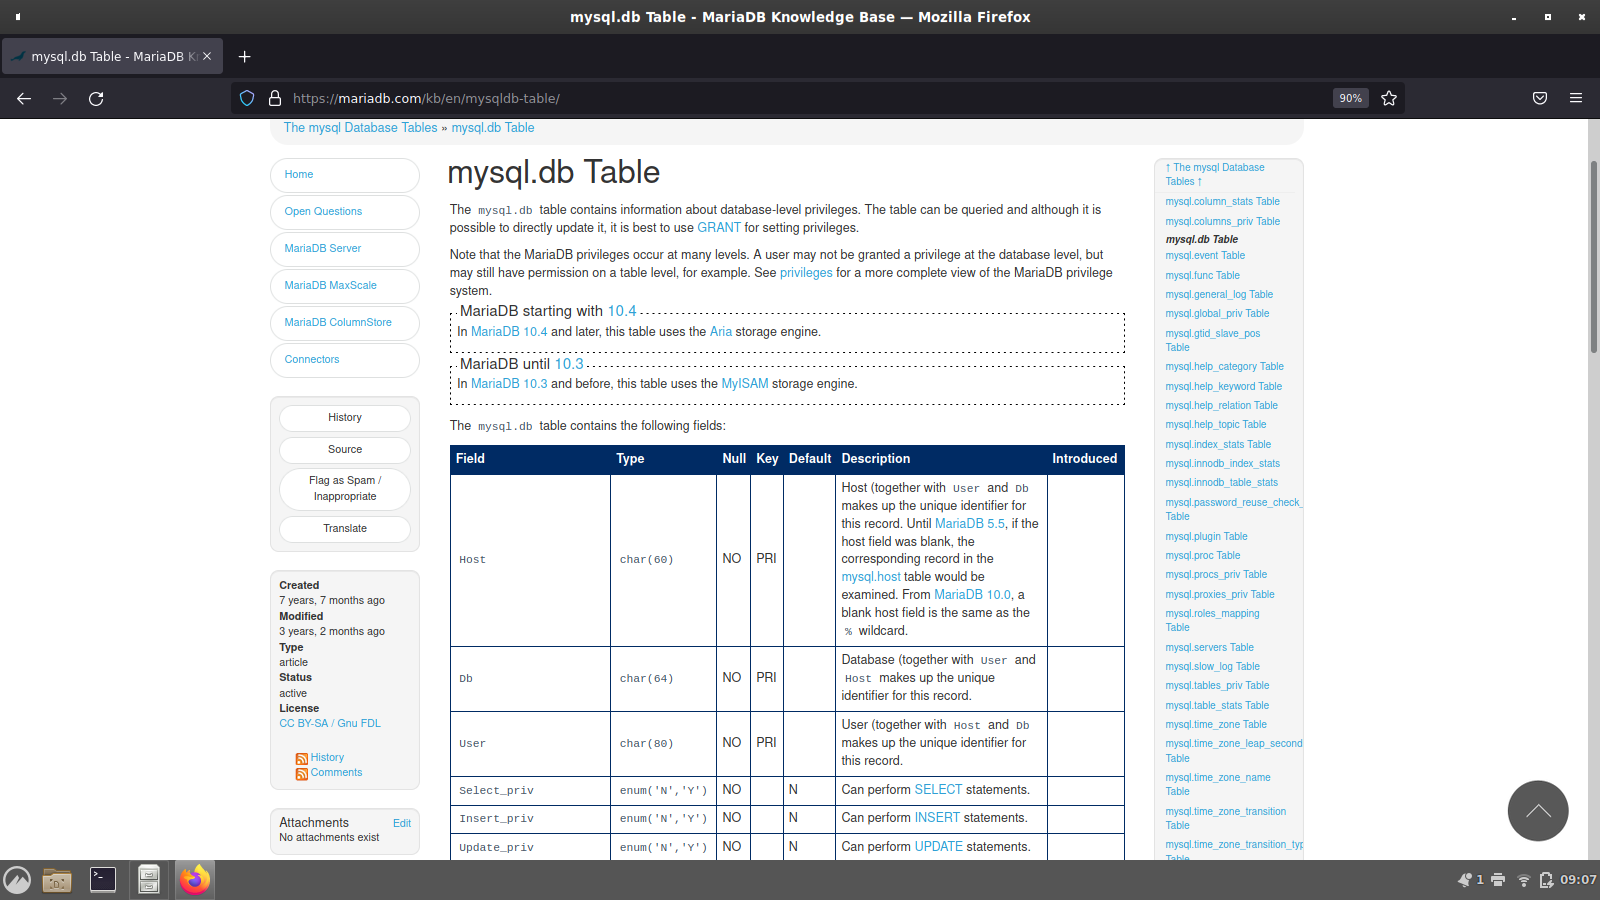 mysql.db Table - MariaDB Knowledge Base — Mozilla Firefox
mysql.db Table - MariaDB
https://mariadb.com/kb/en/mysqldb-table/
90%
The mysql Database Tables » mysql.db Table
Home
Open Questions
MariaDB Server
MariaDB MaxScale
MariaDB ColumnStore
Connectors
History
Source
Flag as Spam /
Inappropriate
Translate
Created
7 years, 7 months ago
Modified
3 years, 2 months ago
Type
article
Status
active
License
CC BY-SA / Gnu FDL
History
Comments
Attachments Edit
No attachments exist
mysql.db Table
The mysql.db table contains information about database-level privileges. The table can be queried and although it is
possible to directly update it, it is best to use GRANT for setting privileges.
Note that the MariaDB privileges occur at many levels. A user may not be granted a privilege at the database level, but
may still have permission on a table level, for example. See privileges for a more complete view of the MariaDB privilege
system.
MariaDB starting with 10.4
In MariaDB 10.4 and later, this table uses the Aria storage engine.
MariaDB until 10.3
In MariaDB 10.3 and before, this table uses the MyISAM storage engine.
The mysql.db table contains the following fields:
Field Type Null Key Default Description Introduced
Host char(60) NO PRI
Host (together with User and Db
makes up the unique identifier for
this record. Until MariaDB 5.5, if the
host field was blank, the
corresponding record in the
mysql.host table would be
examined. From MariaDB 10.0, a
blank host field is the same as the
% wildcard.
Db char(64) NO PRI
Database (together with User and
Host makes up the unique
identifier for this record.
User char(80) NO PRI
User (together with Host and Db
makes up the unique identifier for
this record.
Select_priv enum('N','Y') NO N Can perform SELECT statements.
Insert_priv enum('N','Y') NO N Can perform INSERT statements.
Update_priv enum('N','Y') NO N Can perform UPDATE statements.
↑ The mysql Database
Tables ↑
mysql.column_stats Table
mysql.columns_priv Table
mysql.db Table
mysql.event Table
mysql.func Table
mysql.general_log Table
mysql.global_priv Table
mysql.gtid_slave_pos
Table
mysql.help_category Table
mysql.help_keyword Table
mysql.help_relation Table
mysql.help_topic Table
mysql.index_stats Table
mysql.innodb_index_stats
mysql.innodb_table_stats
mysql.password_reuse_check_
Table
mysql.plugin Table
mysql.proc Table
mysql.procs_priv Table
mysql.proxies_priv Table
mysql.roles_mapping
Table
mysql.servers Table
mysql.slow_log Table
mysql.tables_priv Table
mysql.table_stats Table
mysql.time_zone Table
mysql.time_zone_leap_second
Table
mysql.time_zone_name
Table
mysql.time_zone_transition
Table
mysql.time_zone_transition_typ
Table
1
09:07